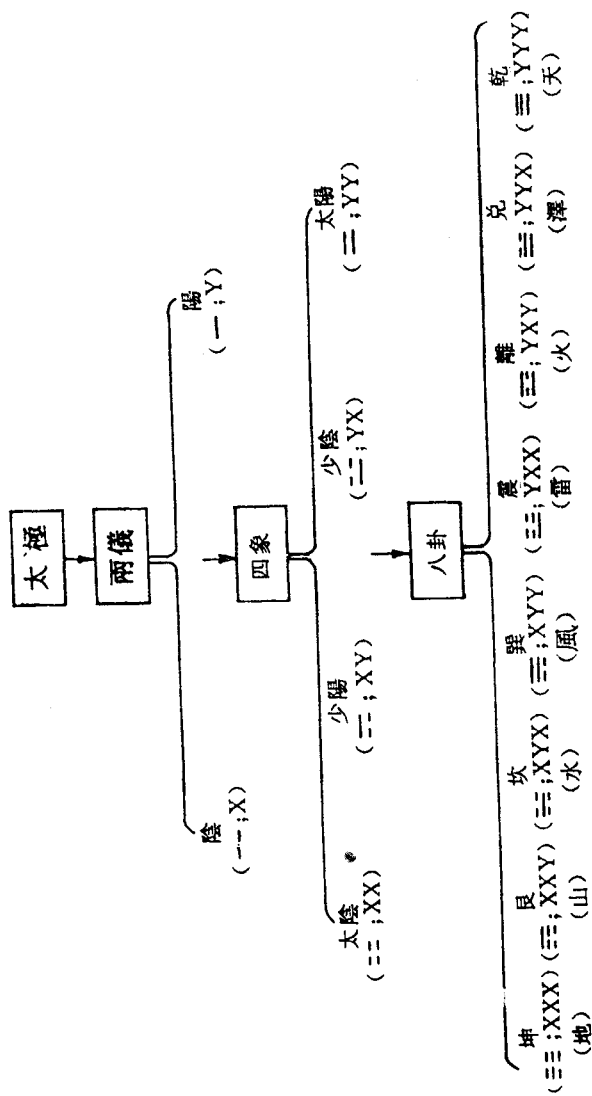 太極
兩儀
陰
(⚋;X)
陽
(⚊;Y)
四象
太陰
(⚏;XX)
少陽
(⚎;XY)
少陰
(⚍;YX)
太陽
(⚌;YY)
八卦
坤
(☷;XXX)
(地)
艮
(☶;XXY)
(山)
坎
(☵;XYX)
(水)
巽
(☴;XYY)
(風)
震
(☳;YXX)
(雷)
離
(☲;YXY)
(火)
兑
(☱;YYX)
(澤)
乾
(☰;YYY)
(天)